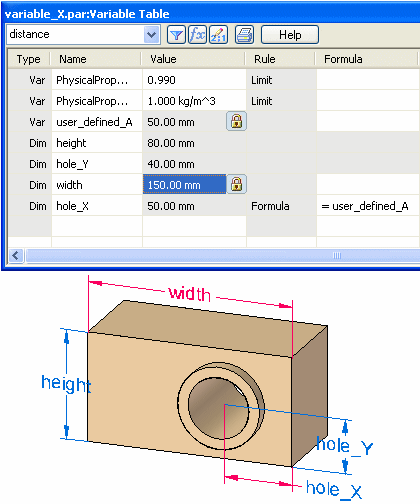 variable_X.par:Variable Table
distance Help
Type Name Value Rule Formula
Var PhysicalProp... 0.990 Limit
Var PhysicalProp... 1.000 kg/m^3 Limit
Var user_defined_A 50.00 mm
Dim height 80.00 mm
Dim hole_Y 40.00 mm
Dim width 150.00 mm
Dim hole_X 50.00 mm Formula = user_defined_A
width
height
hole_Y
hole_X